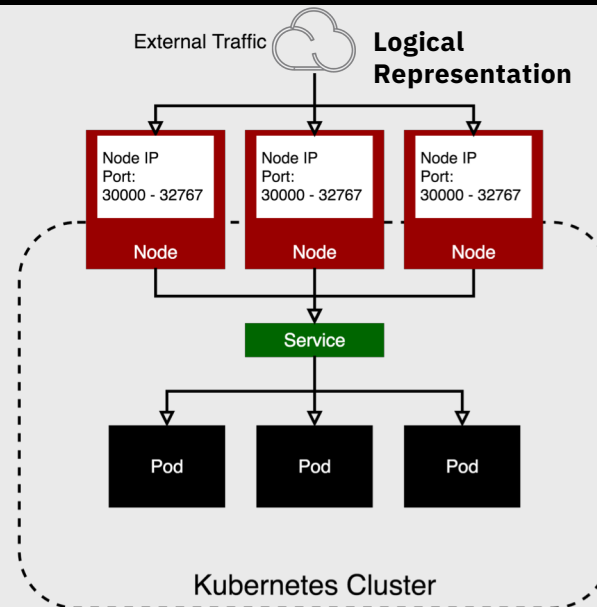 External Traffic
Logical
Representation
Node IP
Port:
30000 - 32767
Node
Node IP
Port:
30000 - 32767
Node
Node IP
Port:
30000 - 32767
Node
Service
Pod
Pod
Pod
Kubernetes Cluster